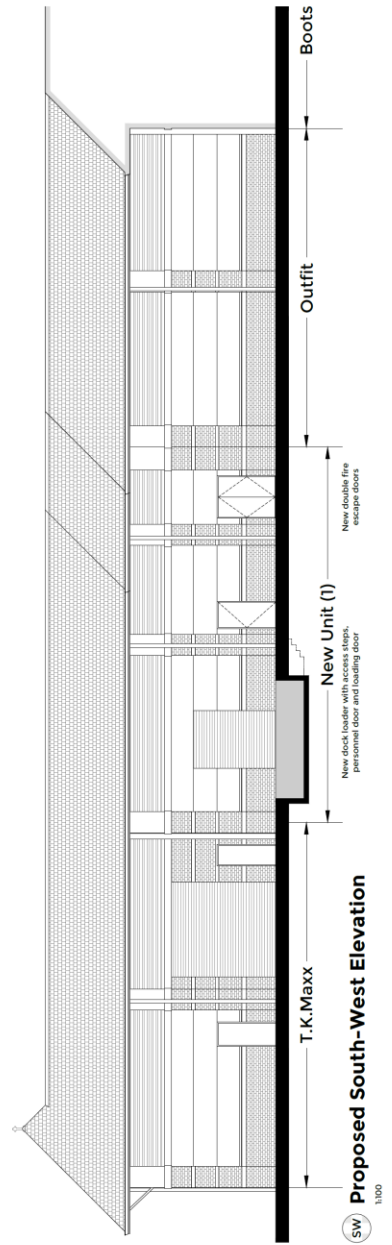 T.K.Maxx
New Unit (1)
Outfit
Boots
New dock loader with access steps,
personnel door and loading door
New double fire
escape doors
SW
Proposed South-West Elevation
1:100